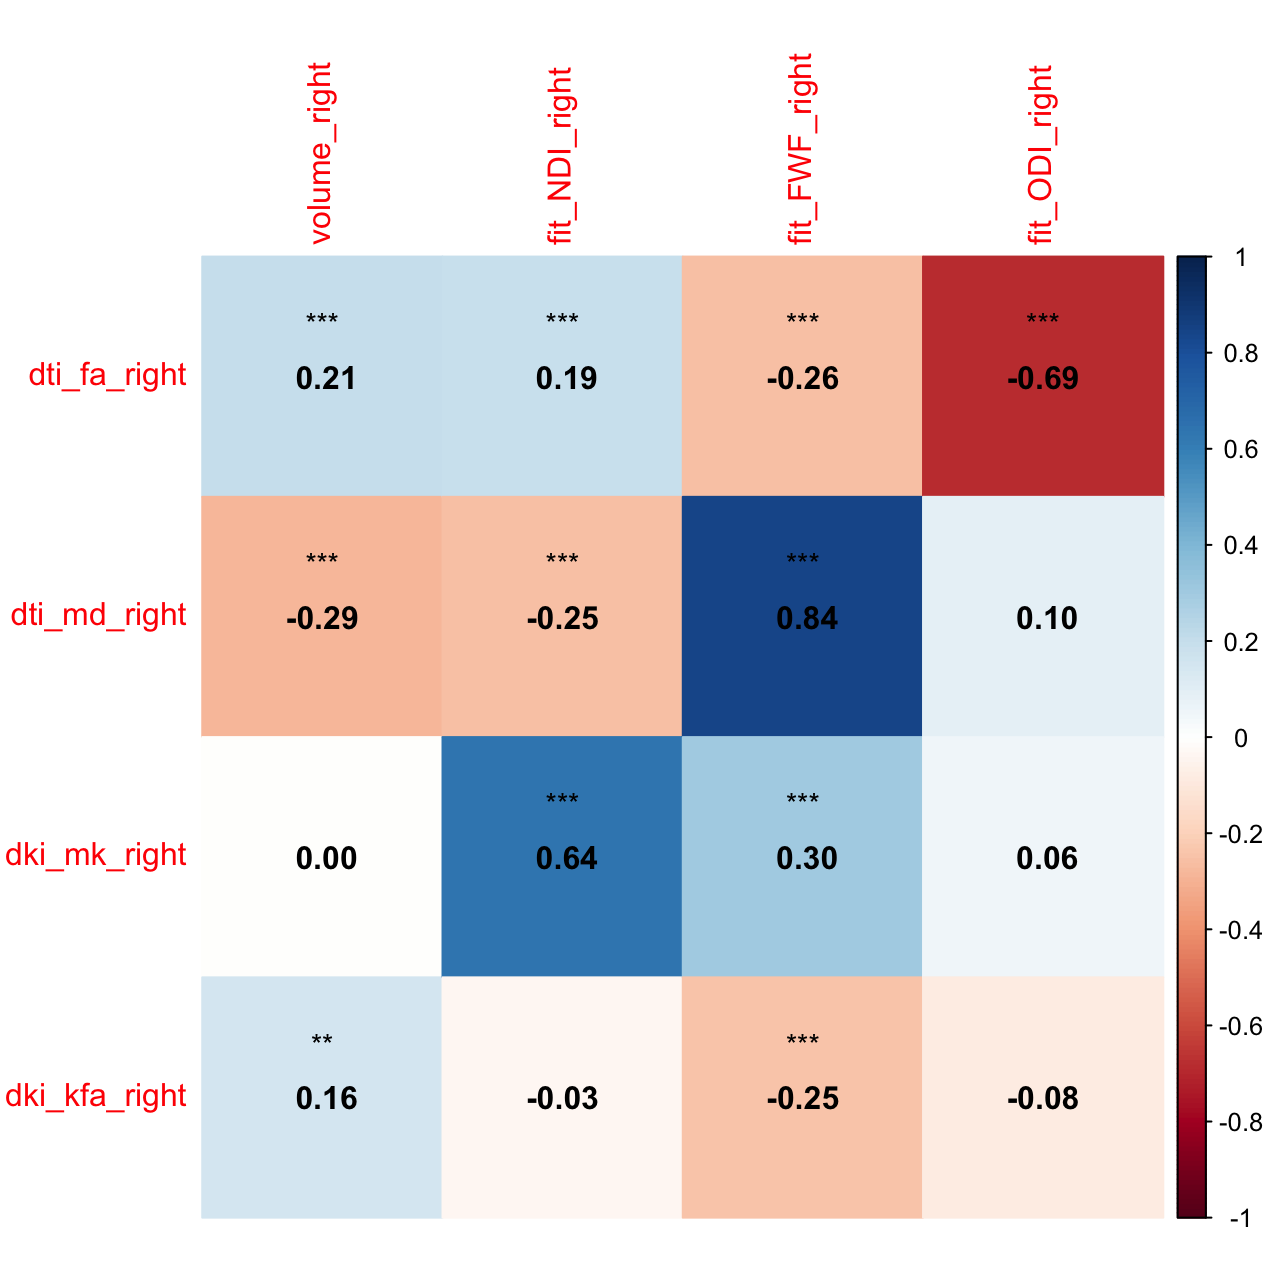 volume_right fit_NDI_right fit_FWF_right fit_ODI_right
*** *** *** ***
dti_fa_right 0.21 0.19 -0.26 -0.69
*** *** ***
dti_md_right -0.29 -0.25 0.84 0.10
*** ***
dki_mk_right 0.00 0.64 0.30 0.06
** ***
dki_kfa_right 0.16 -0.03 -0.25 -0.08
1
0.8
0.6
0.4
0.2
0
-0.2
-0.4
-0.6
-0.8
-1